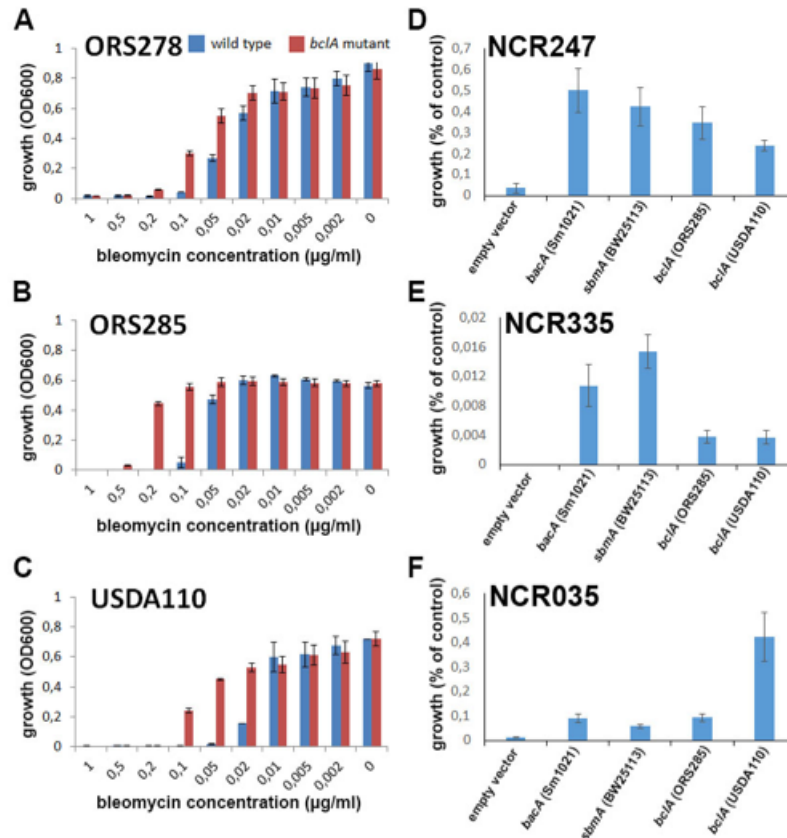 A
ORS278
wild type
bclA mutant
growth (OD600)
1
0,8
0,6
0,4
0,2
0
1
0,5
0,2
0,1
0,05
0,02
0,01
0,005
0,002
0
bleomycin concentration (µg/ml)
B
ORS285
growth (OD600)
1
0,8
0,6
0,4
0,2
0
1
0,5
0,2
0,1
0,05
0,02
0,01
0,005
0,002
0
bleomycin concentration (µg/ml)
C
USDA110
growth (OD600)
1
0,8
0,6
0,4
0,2
0
1
0,5
0,2
0,1
0,05
0,02
0,01
0,005
0,002
0
bleomycin concentration (µg/ml)
D
NCR247
growth (% of control)
0,7
0,6
0,5
0,4
0,3
0,2
0,1
0
empty vector
bacA (Sm1021)
sbmA (BW25113)
bclA (ORS285)
bclA (USDA110)
E
NCR335
growth (% of control)
0,02
0,016
0,012
0,008
0,004
0
empty vector
bacA (Sm1021)
sbmA (BW25113)
bclA (ORS285)
bclA (USDA110)
F
NCR035
growth (% of control)
0,6
0,5
0,4
0,3
0,2
0,1
0
empty vector
bacA (Sm1021)
sbmA (BW25113)
bclA (ORS285)
bclA (USDA110)